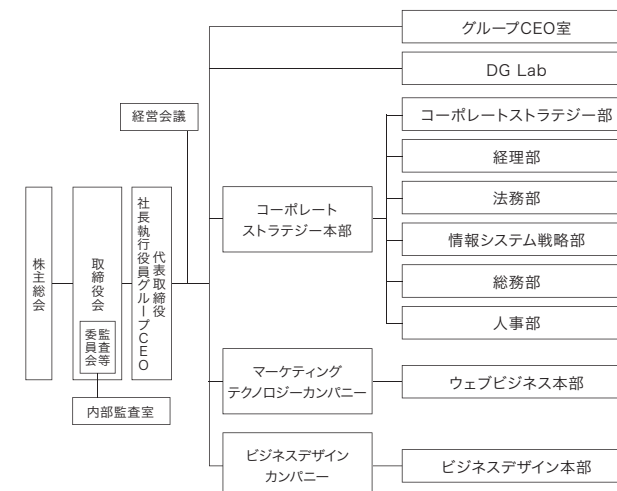 株主総会
取締役会
監査等
委員会
内部監査室
代表取締役
社長執行役員グループCEO
経営会議
グループCEO室
DG Lab
コーポレート
ストラテジー本部
コーポレートストラテジー部
経理部
法務部
情報システム戦略部
総務部
人事部
マーケティング
テクノロジーカンパニー
ウェブビジネス本部
ビジネスデザイン
カンパニー
ビジネスデザイン本部